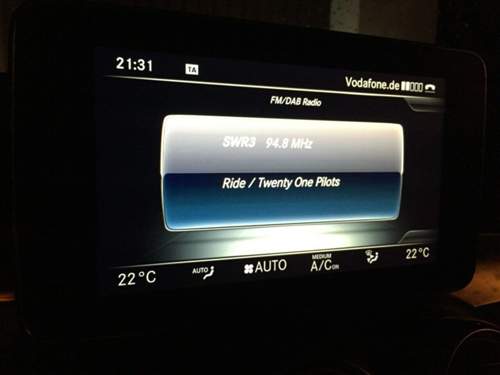 21:31 TA
Vodafone.de
FM/DAB Radio
SWR3 94.8 MHz
Ride / Twenty One Pilots
22°C AUTO AUTO MEDIUM A/C ON 22°C